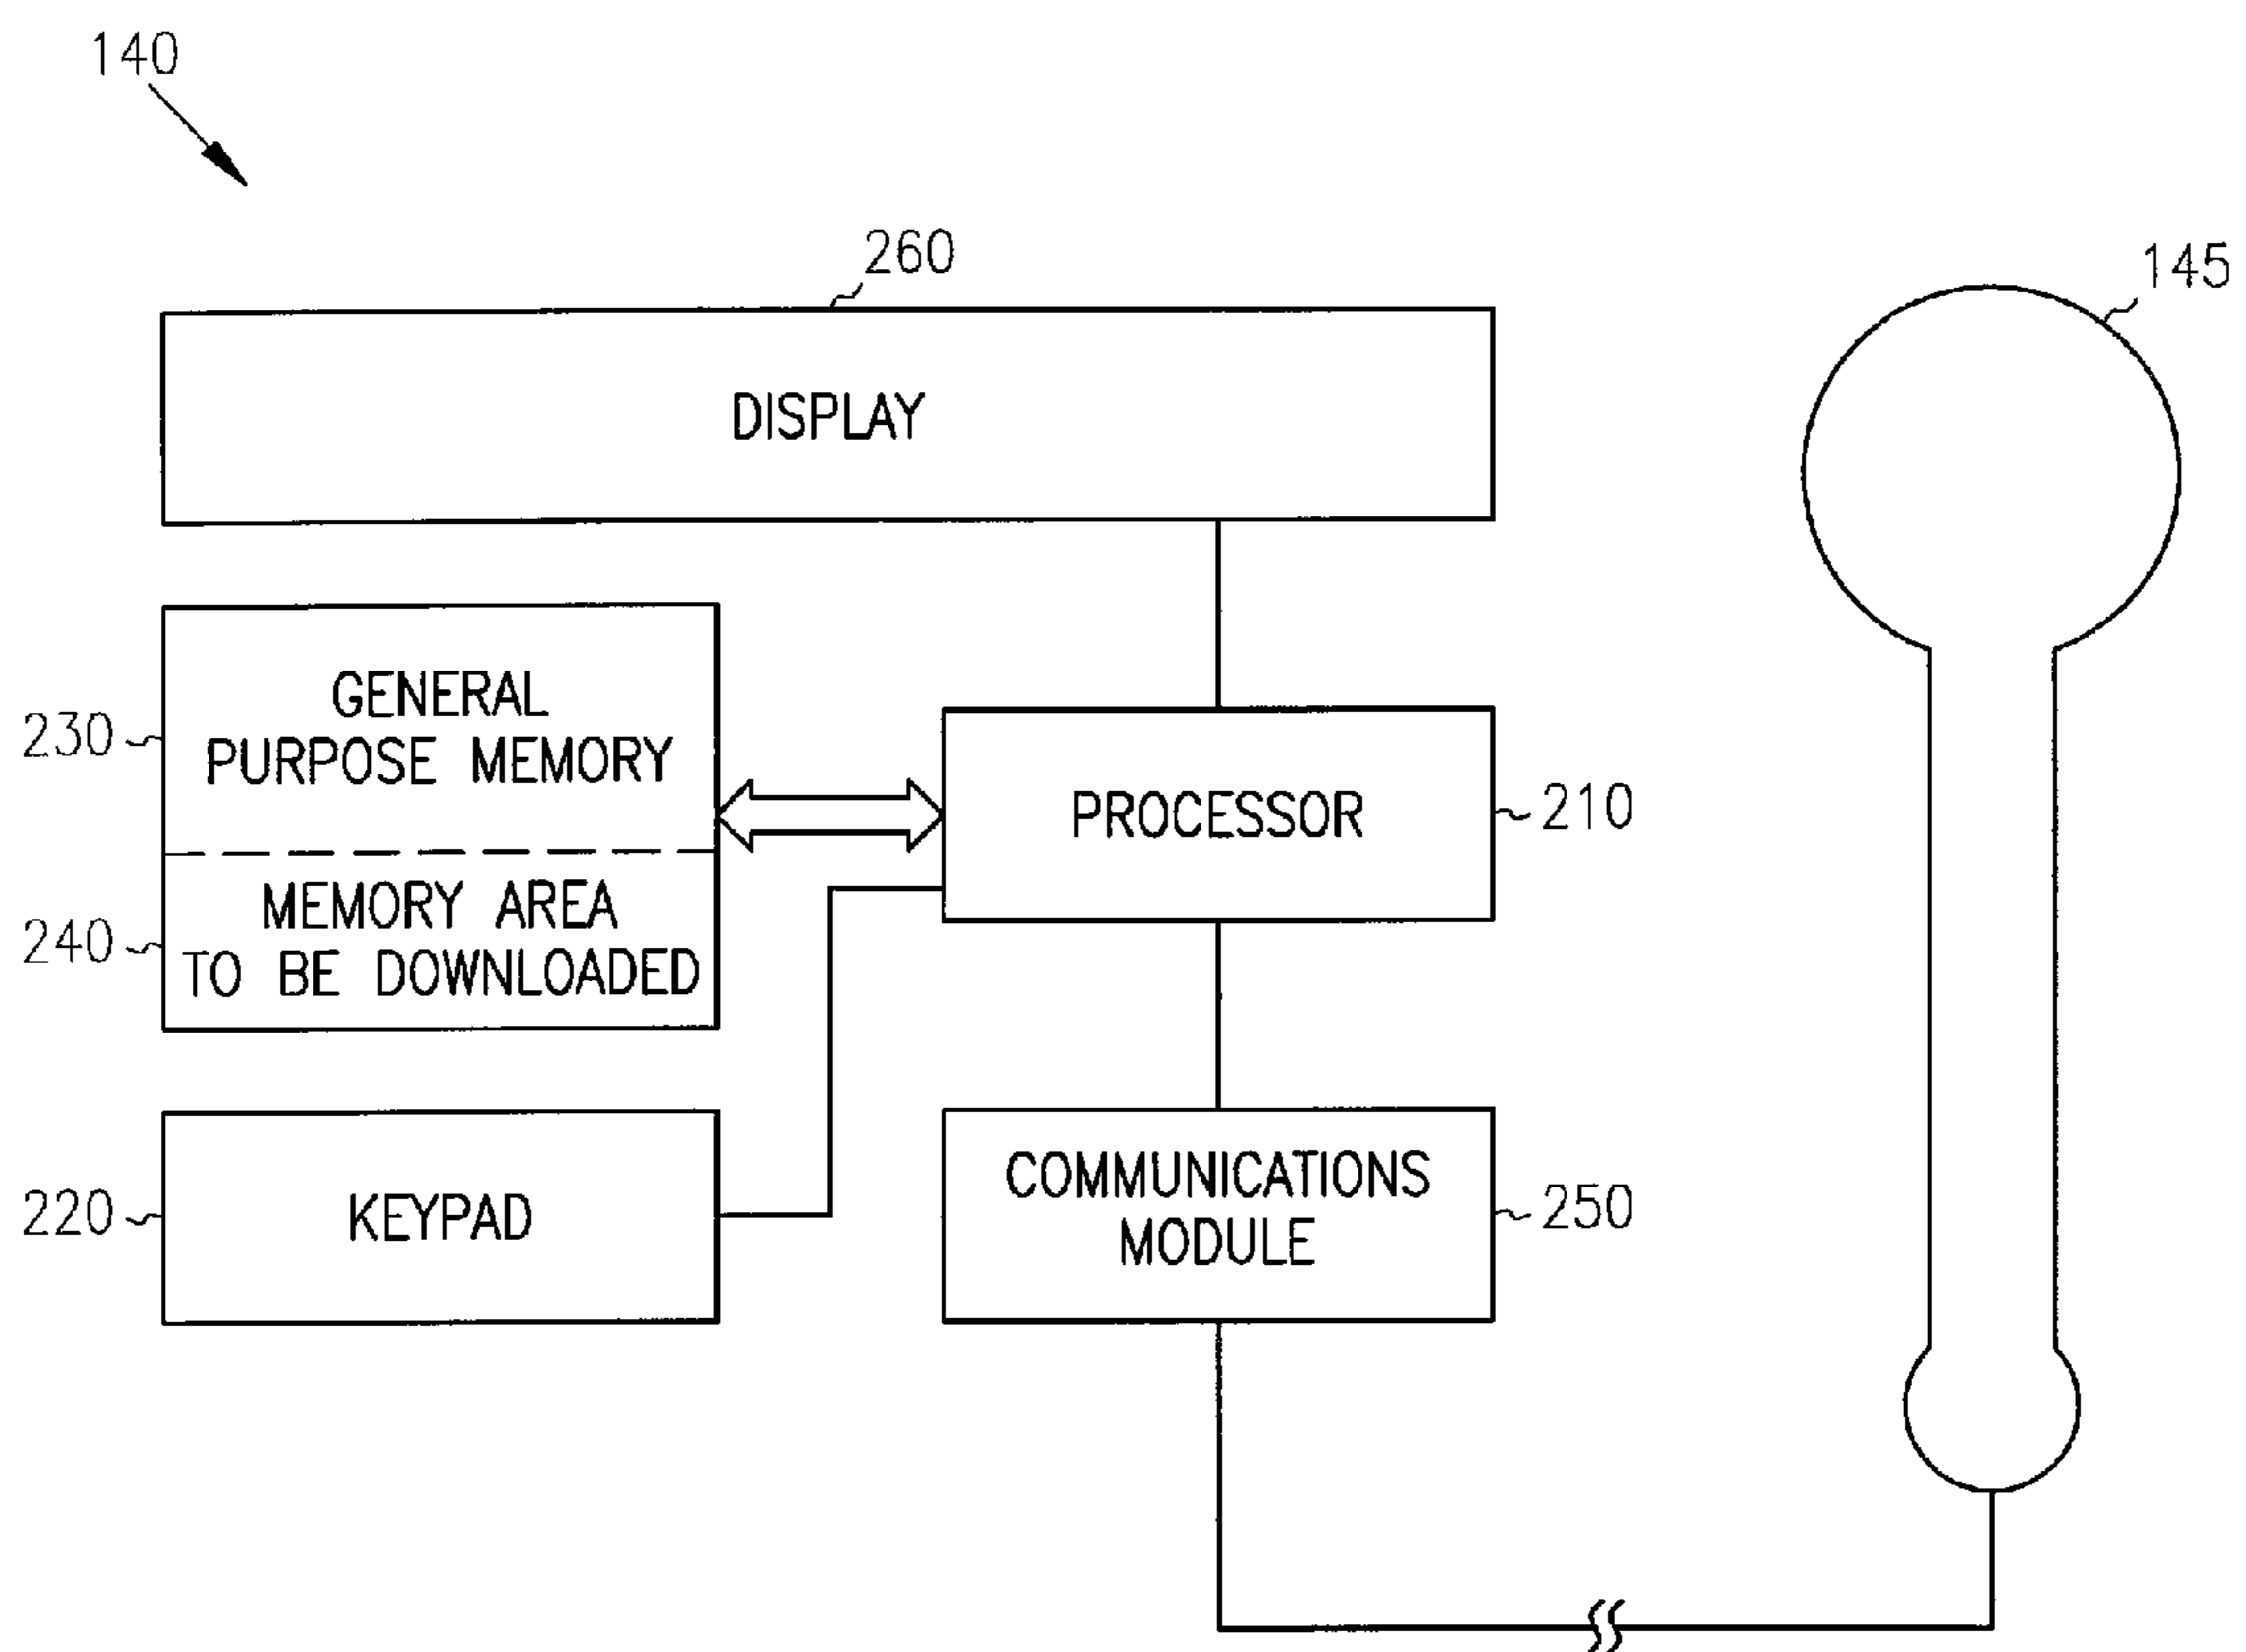 140
260
145
DISPLAY
GENERAL
PURPOSE MEMORY
230
PROCESSOR
210
MEMORY AREA
TO BE DOWNLOADED
240
KEYPAD
220
COMMUNICATIONS
MODULE
250